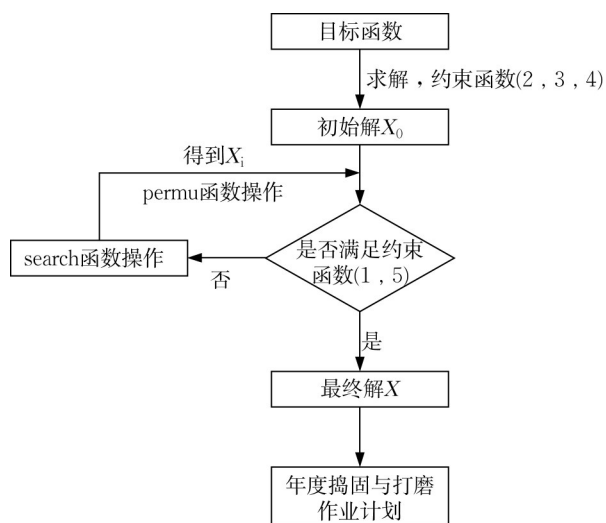 目标函数
求解，约束函数(2，3，4)
初始解X₀
得到Xᵢ
permu函数操作
是否满足约束
函数(1，5)
search函数操作
否
是
最终解X
年度捣固与打磨
作业计划